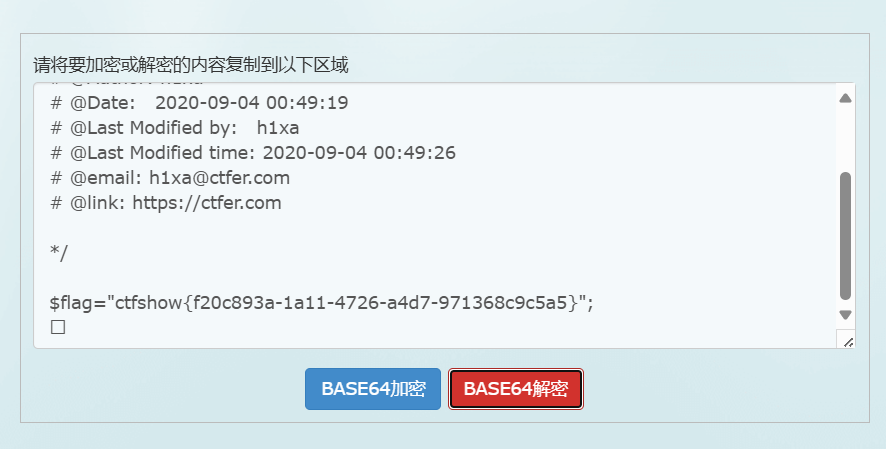 请将要加密或解密的内容复制到以下区域
# @Date:   2020-09-04 00:49:19
# @Last Modified by:   h1xa
# @Last Modified time: 2020-09-04 00:49:26
# @email: h1xa@ctfer.com
# @link: https://ctfer.com
*/
$flag="ctfshow{f20c893a-1a11-4726-a4d7-971368c9c5a5}";
BASE64加密 BASE64解密